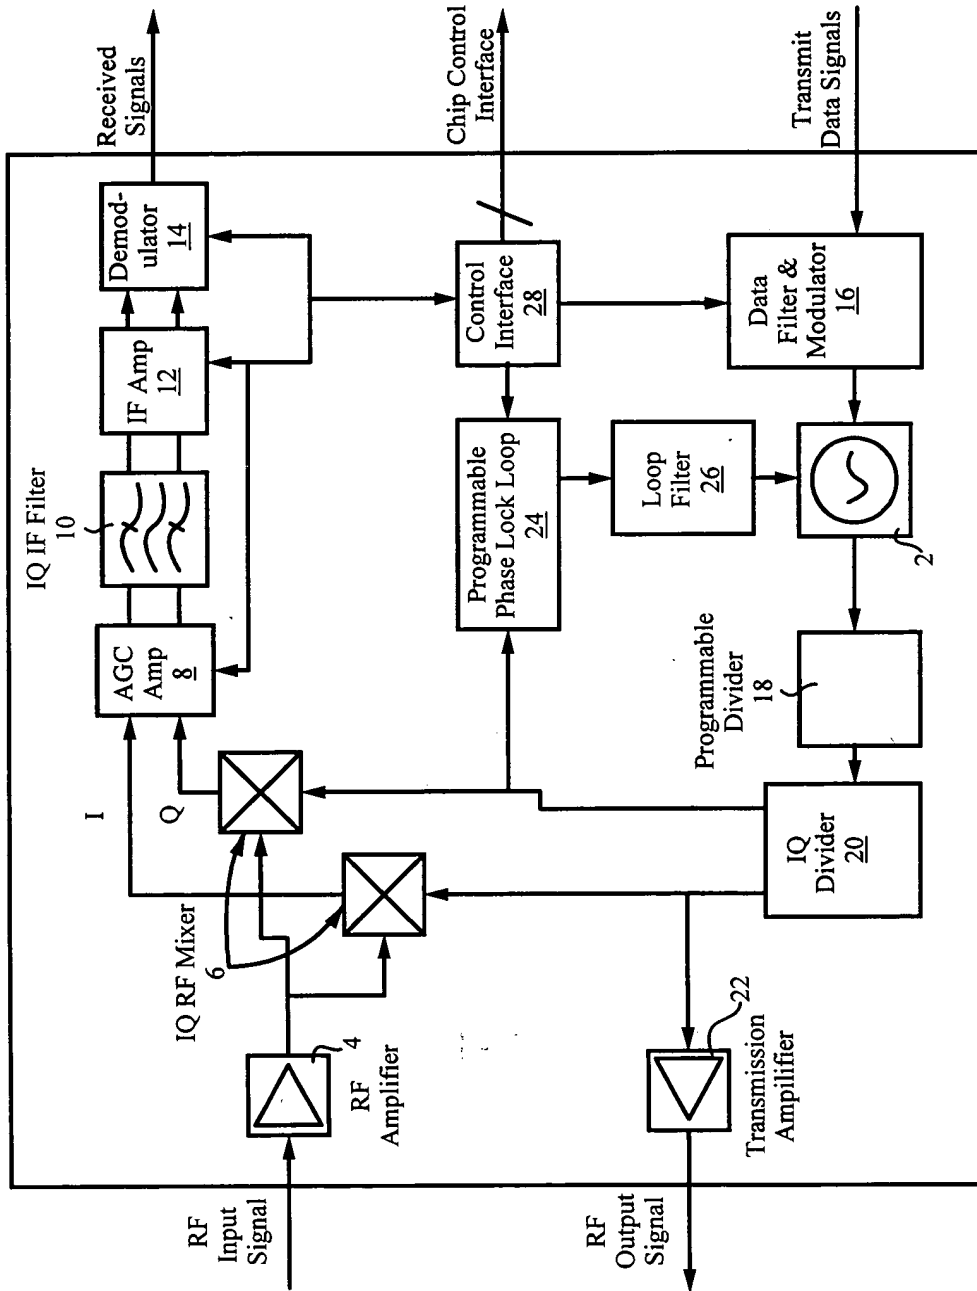 Received
Signals
Chip Control
Interface
Transmit
Data Signals
Demod-
ulator
14
IF Amp
12
IQ IF Filter
10
AGC
Amp
8
I
Q
IQ RF Mixer
6
4
RF
Amplifier
RF
Input
Signal
Control
Interface
28
Programmable
Phase Lock Loop
24
Loop
Filter
26
Data
Filter &
Modulator
16
2
Programmable
Divider
18
IQ
Divider
20
22
Transmission
Ampilifier
RF
Output
Signal